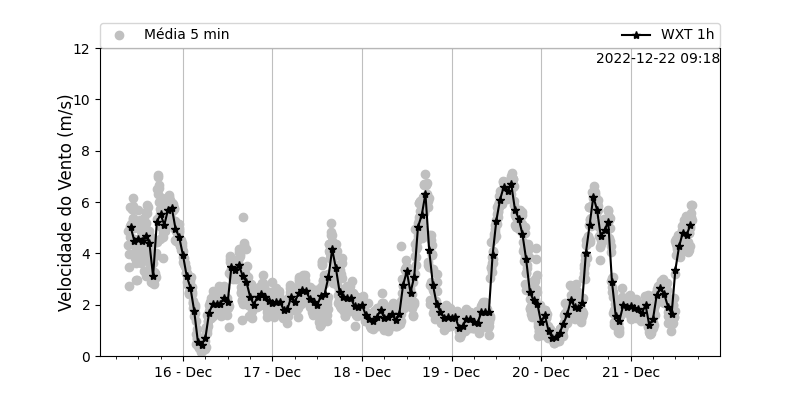 Média 5 min
WXT 1h
2022-12-22 09:18
Velocidade do Vento (m/s)
12
10
8
6
4
2
0
16 - Dec
17 - Dec
18 - Dec
19 - Dec
20 - Dec
21 - Dec